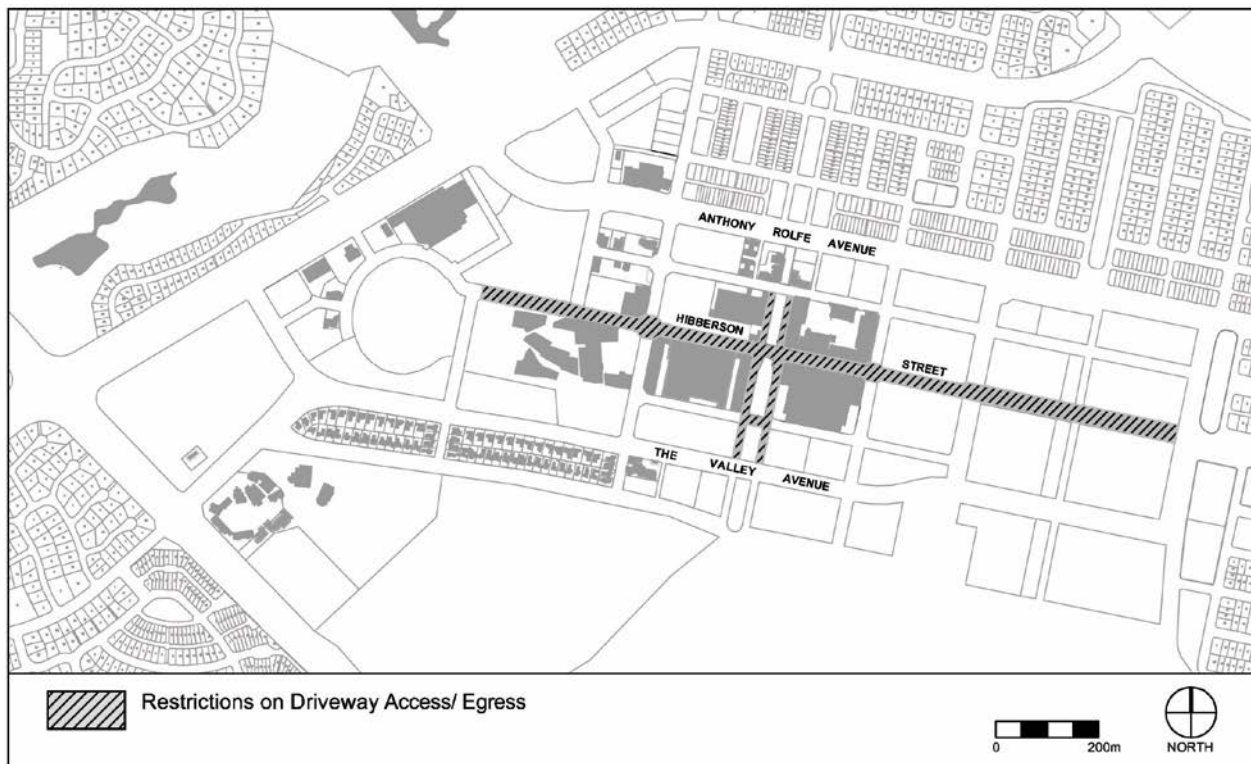 ANTHONY ROLFE AVENUE
HIBBERSON STREET
THE VALLEY AVENUE
Restrictions on Driveway Access/ Egress
0 200m
NORTH